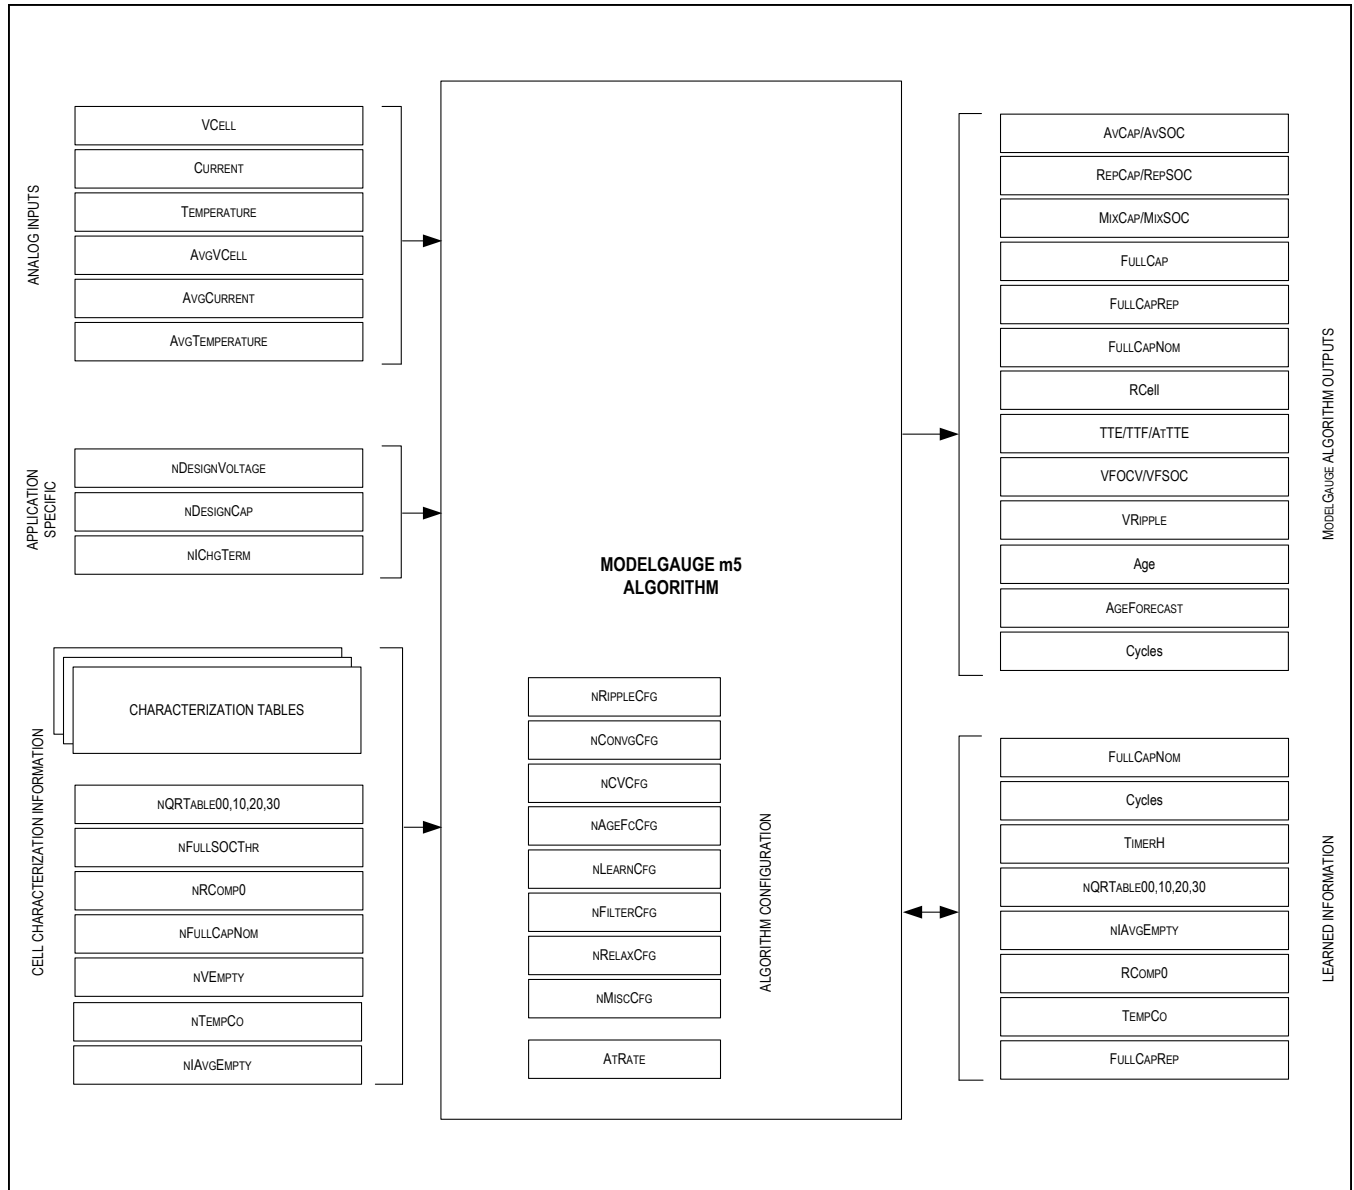 ANALOG INPUTS
VCELL
CURRENT
TEMPERATURE
AVGVCELL
AVGCURRENT
AVGTEMPERATURE
APPLICATION
SPECIFIC
NDESIGNVOLTAGE
NDESIGNCAP
NICHGTERM
CELL CHARACTERIZATION INFORMATION
CHARACTERIZATION TABLES
NQRTABLE00,10,20,30
NFULLSOCTHR
NRCOMP0
NFULLCAPNOM
NVEMPTY
NTEMPCO
NIAVGEMPTY
MODELGAUGE m5
ALGORITHM
NRIPPLECFG
NCONVGCFG
NCVCFG
NAGEFCCFG
NLEARNCFG
NFILTERCFG
NRELAXCFG
NMISCCFG
ATRATE
ALGORITHM CONFIGURATION
AVCAP/AVSOC
REPCAP/REPSOC
MIXCAP/MIXSOC
FULLCAP
FULLCAPREP
FULLCAPNOM
RCell
TTE/TTF/ATTTE
VFOCV/VFSOC
VRIPPLE
Age
AGEFORECAST
Cycles
MODELGAUGE ALGORITHM OUTPUTS
FULLCAPNOM
Cycles
TIMERH
NQRTABLE00,10,20,30
NIAVGEMPTY
RCOMP0
TEMPCO
FULLCAPREP
LEARNED INFORMATION